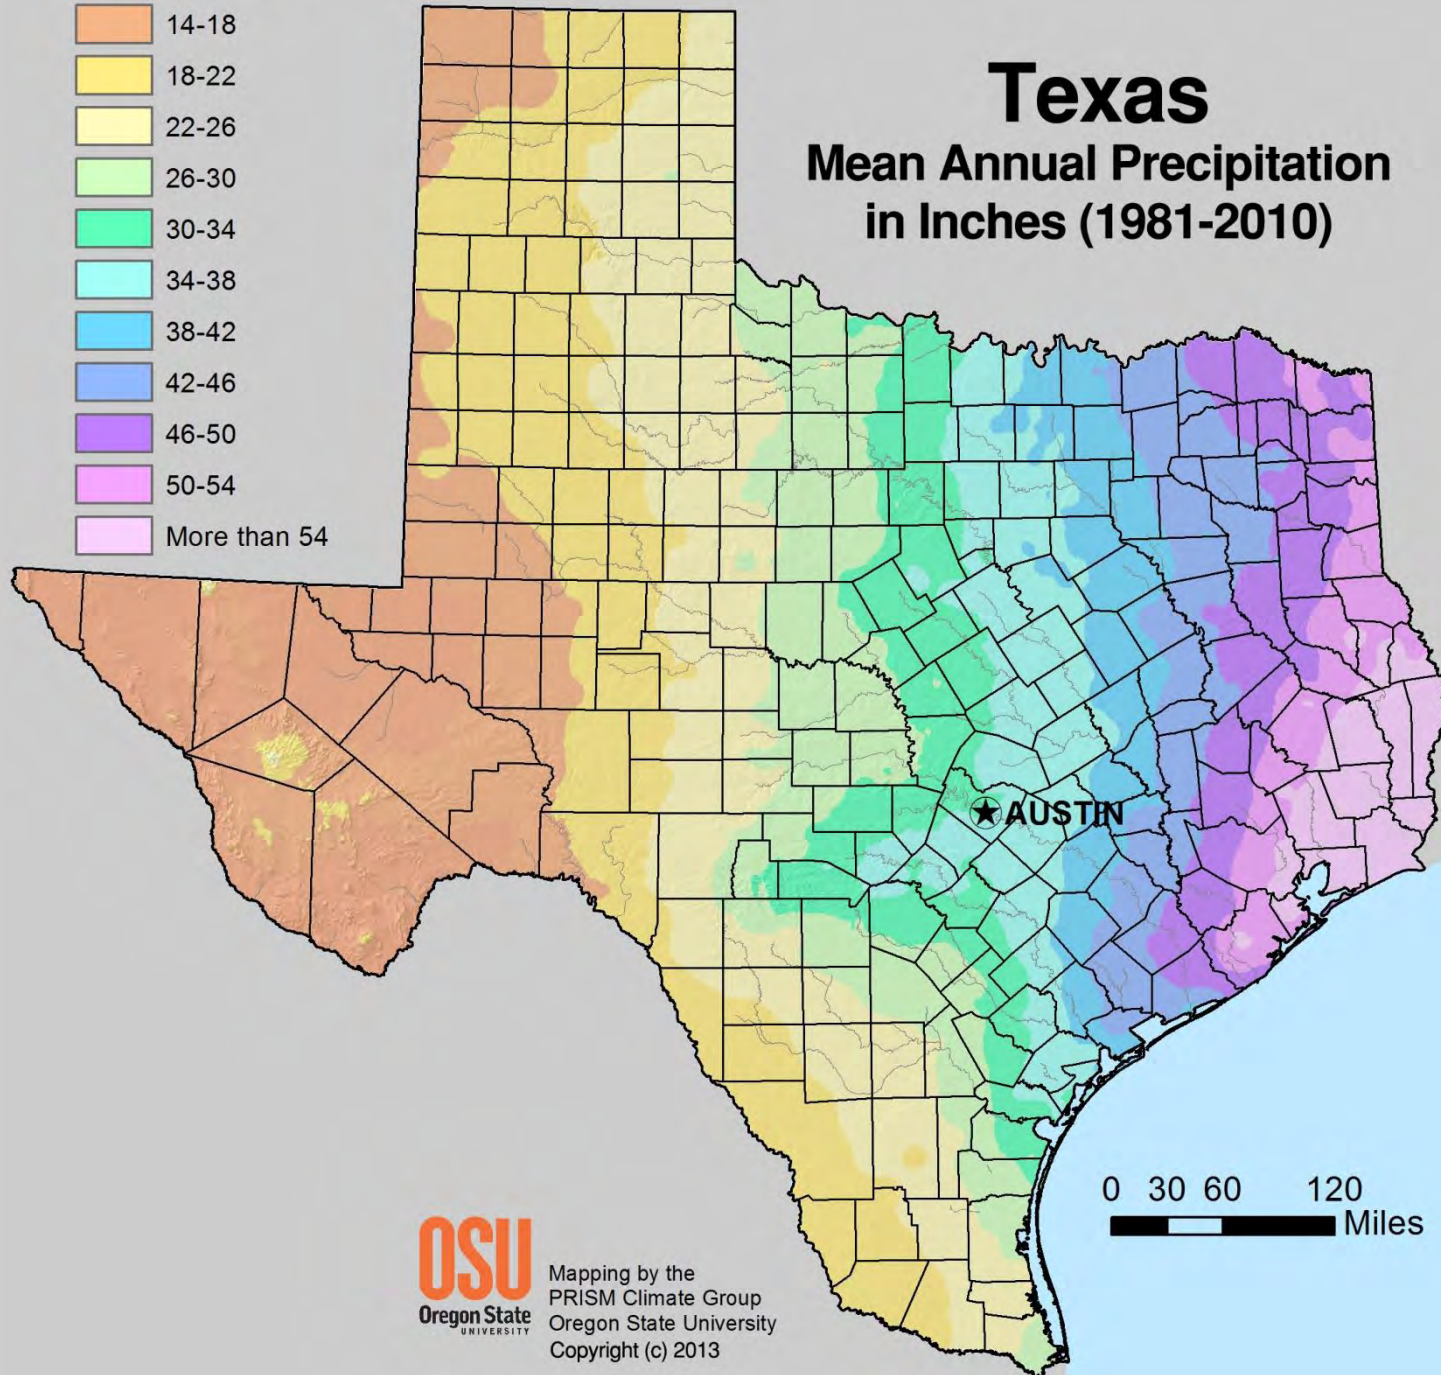 14-18
18-22
22-26
26-30
30-34
34-38
38-42
42-46
46-50
50-54
More than 54
Texas
Mean Annual Precipitation
in Inches (1981-2010)
AUSTIN
0 30 60 120
Miles
OSU
Oregon State
UNIVERSITY
Mapping by the
PRISM Climate Group
Oregon State University
Copyright (c) 2013